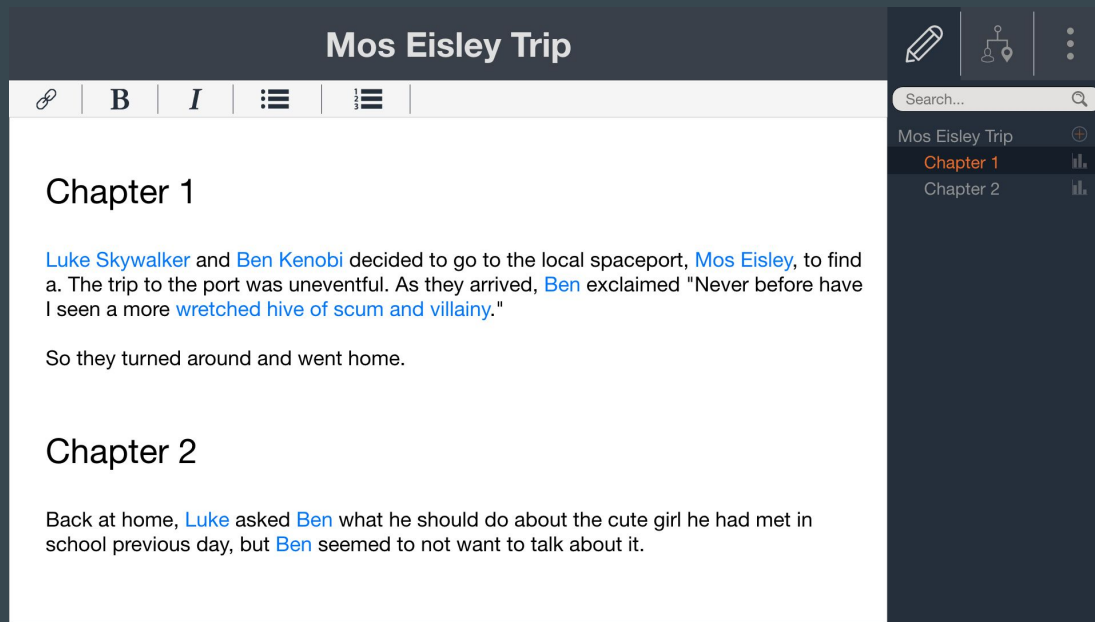 Mos Eisley Trip
B
I
1
2
3
Chapter 1
Luke Skywalker and Ben Kenobi decided to go to the local spaceport, Mos Eisley, to find
a. The trip to the port was uneventful. As they arrived, Ben exclaimed "Never before have
I seen a more wretched hive of scum and villainy."
So they turned around and went home.
Chapter 2
Back at home, Luke asked Ben what he should do about the cute girl he had met in
school previous day, but Ben seemed to not want to talk about it.
Search...
Mos Eisley Trip
Chapter 1
Chapter 2